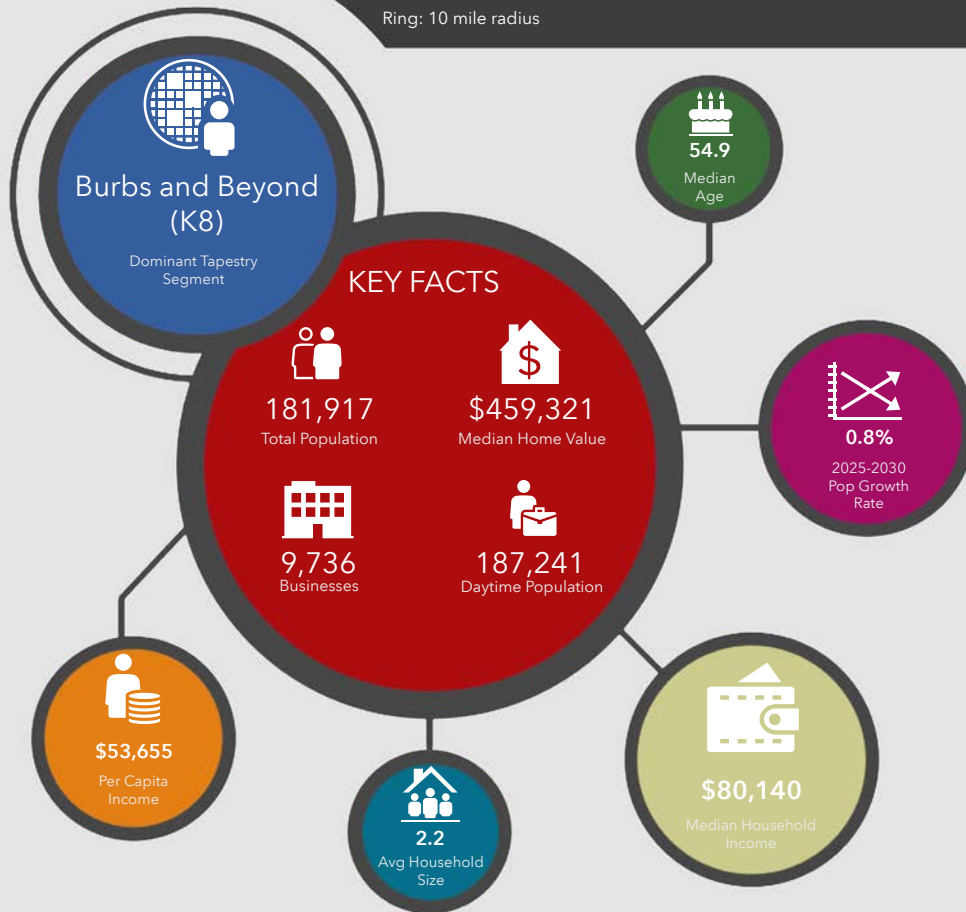 Ring: 10 mile radius
Burbs and Beyond
(K8)
Dominant Tapestry
Segment
54.9
Median
Age
KEY FACTS
181,917
Total Population
$
$459,321
Median Home Value
9,736
Businesses
187,241
Daytime Population
0.8%
2025-2030
Pop Growth
Rate
$53,655
Per Capita
Income
2.2
Avg Household
Size
$80,140
Median Household
Income